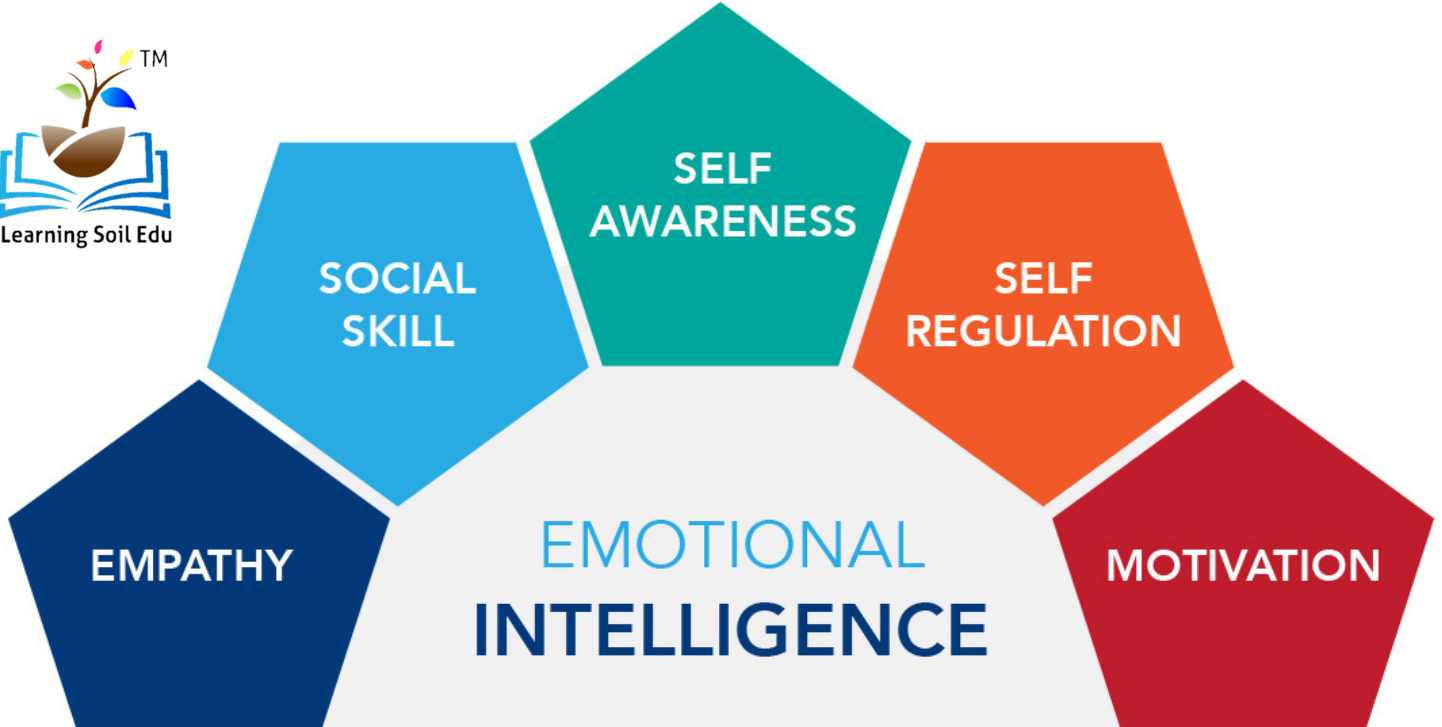 TM
Learning Soil Edu
SELF
AWARENESS
SOCIAL
SKILL
SELF
REGULATION
EMPATHY
MOTIVATION
EMOTIONAL
INTELLIGENCE